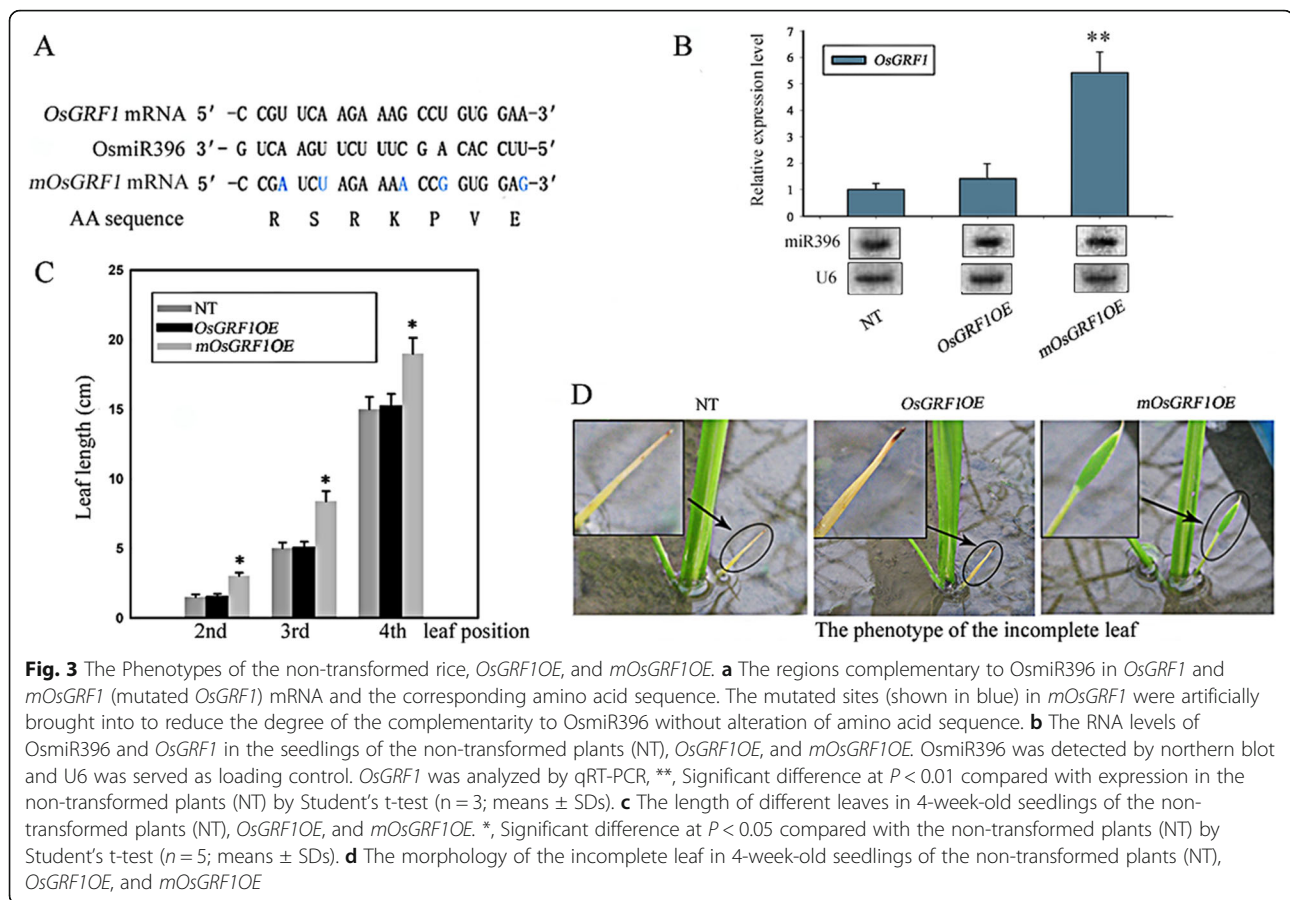 A
OsGRF1 mRNA 5′ -C CGU UCA AGA AAG CCU GUG GAA-3′
OsmiR396 3′- G UCA AGU UCU UUC G A CAC CUU-5′
mOsGRF1 mRNA 5′ -C CGA UCU AGA AAA CCG GUG GAG-3′
AA sequence R S R K P V E
B
Relative expression level
7
6
5
4
3
2
1
0
OsGRF1
**
miR396
U6
NT
OsGRF1OE
mOsGRF1OE
C
Leaf length (cm)
25
20
15
10
5
0
NT
OsGRF1OE
mOsGRF1OE
*
*
*
2nd 3rd 4th leaf position
D
NT OsGRF1OE mOsGRF1OE
The phenotype of the incomplete leaf
Fig. 3 The Phenotypes of the non-transformed rice, OsGRF1OE, and mOsGRF1OE. a The regions complementary to OsmiR396 in OsGRF1 and
mOsGRF1 (mutated OsGRF1) mRNA and the corresponding amino acid sequence. The mutated sites (shown in blue) in mOsGRF1 were artificially
brought into to reduce the degree of the complementarity to OsmiR396 without alteration of amino acid sequence. b The RNA levels of
OsmiR396 and OsGRF1 in the seedlings of the non-transformed plants (NT), OsGRF1OE, and mOsGRF1OE. OsmiR396 was detected by northern blot
and U6 was served as loading control. OsGRF1 was analyzed by qRT-PCR, **, Significant difference at P < 0.01 compared with expression in the
non-transformed plants (NT) by Student's t-test (n = 3; means ± SDs). c The length of different leaves in 4-week-old seedlings of the non-
transformed plants (NT), OsGRF1OE, and mOsGRF1OE. *, Significant difference at P < 0.05 compared with the non-transformed plants (NT) by
Student's t-test (n = 5; means ± SDs). d The morphology of the incomplete leaf in 4-week-old seedlings of the non-transformed plants (NT),
OsGRF1OE, and mOsGRF1OE